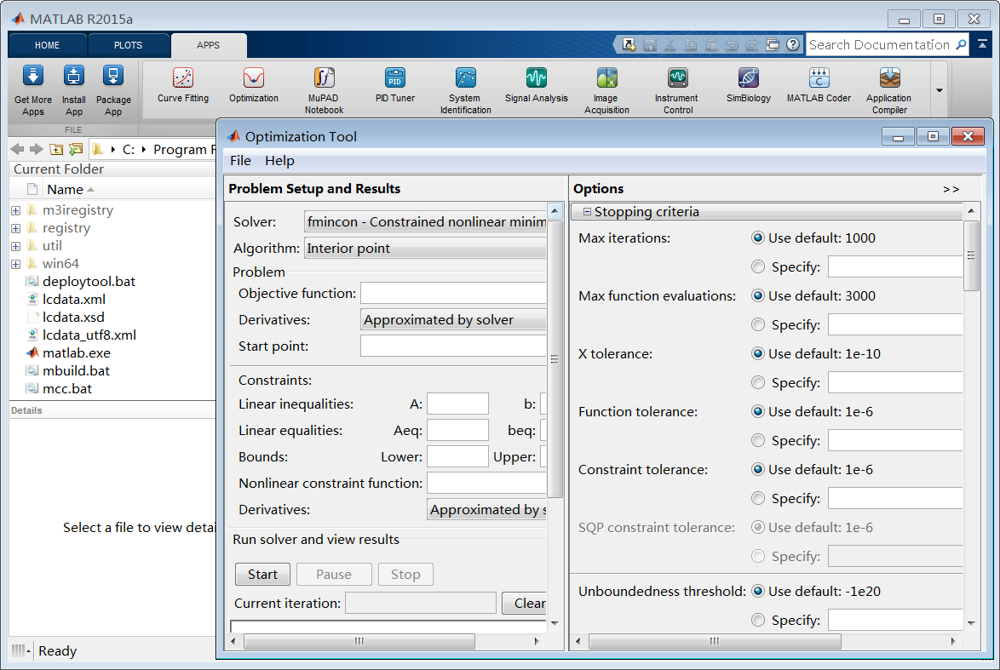 MATLAB R2015a
HOME PLOTS APPS
Search Documentation
Get More Apps
Install App
Package App
Curve Fitting
Optimization
MuPAD Notebook
PID Tuner
System Identification
Signal Analysis
Image Acquisition
Instrument Control
SimBiology
MATLAB Coder
Application Compiler
FILE
C: Program F
Current Folder
Name
m3iregistry
registry
util
win64
deploytool.bat
lcdata.xml
lcdata.xsd
lcdata_utf8.xml
matlab.exe
mbuild.bat
mcc.bat
Details
Select a file to view detai
Ready
Optimization Tool
File Help
Problem Setup and Results
Solver: fmincon - Constrained nonlinear minim
Algorithm: Interior point
Problem
Objective function:
Derivatives: Approximated by solver
Start point:
Constraints:
Linear inequalities: A: b:
Linear equalities: Aeq: beq:
Bounds: Lower: Upper:
Nonlinear constraint function:
Derivatives: Approximated by s
Run solver and view results
Start Pause Stop
Current iteration: Clear
Options >>
Stopping criteria
Max iterations: Use default: 1000
Specify:
Max function evaluations: Use default: 3000
Specify:
X tolerance: Use default: 1e-10
Specify:
Function tolerance: Use default: 1e-6
Specify:
Constraint tolerance: Use default: 1e-6
Specify:
SQP constraint tolerance: Use default: 1e-6
Specify:
Unboundedness threshold: Use default: -1e20
Specify: